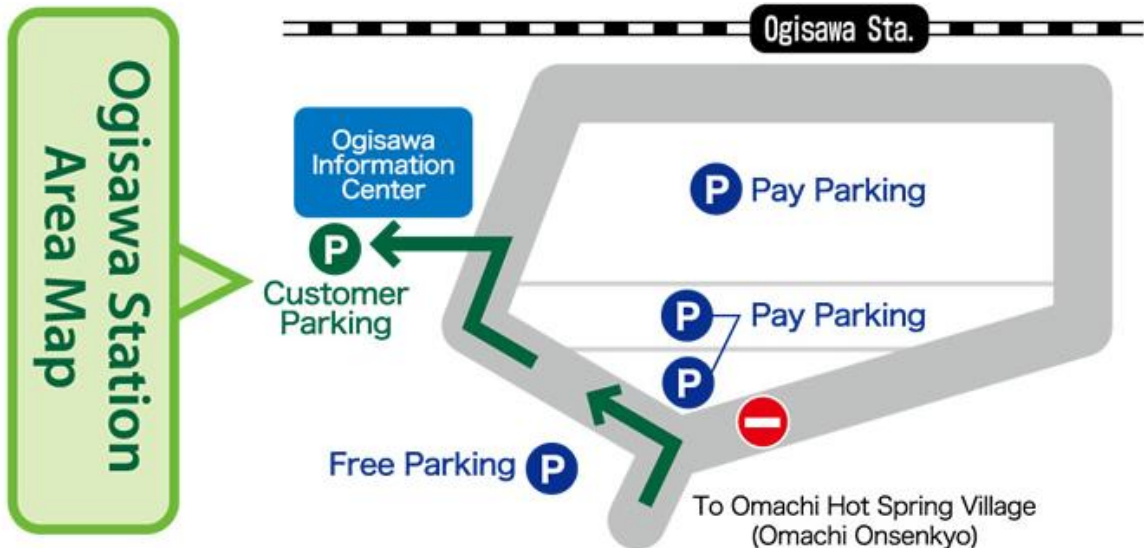 Ogisawa Station
Area Map
Ogisawa Sta.
Ogisawa
Information
Center
P
Customer
Parking
P Pay Parking
P Pay Parking
P
Free Parking P
To Omachi Hot Spring Village
(Omachi Onsenkyo)